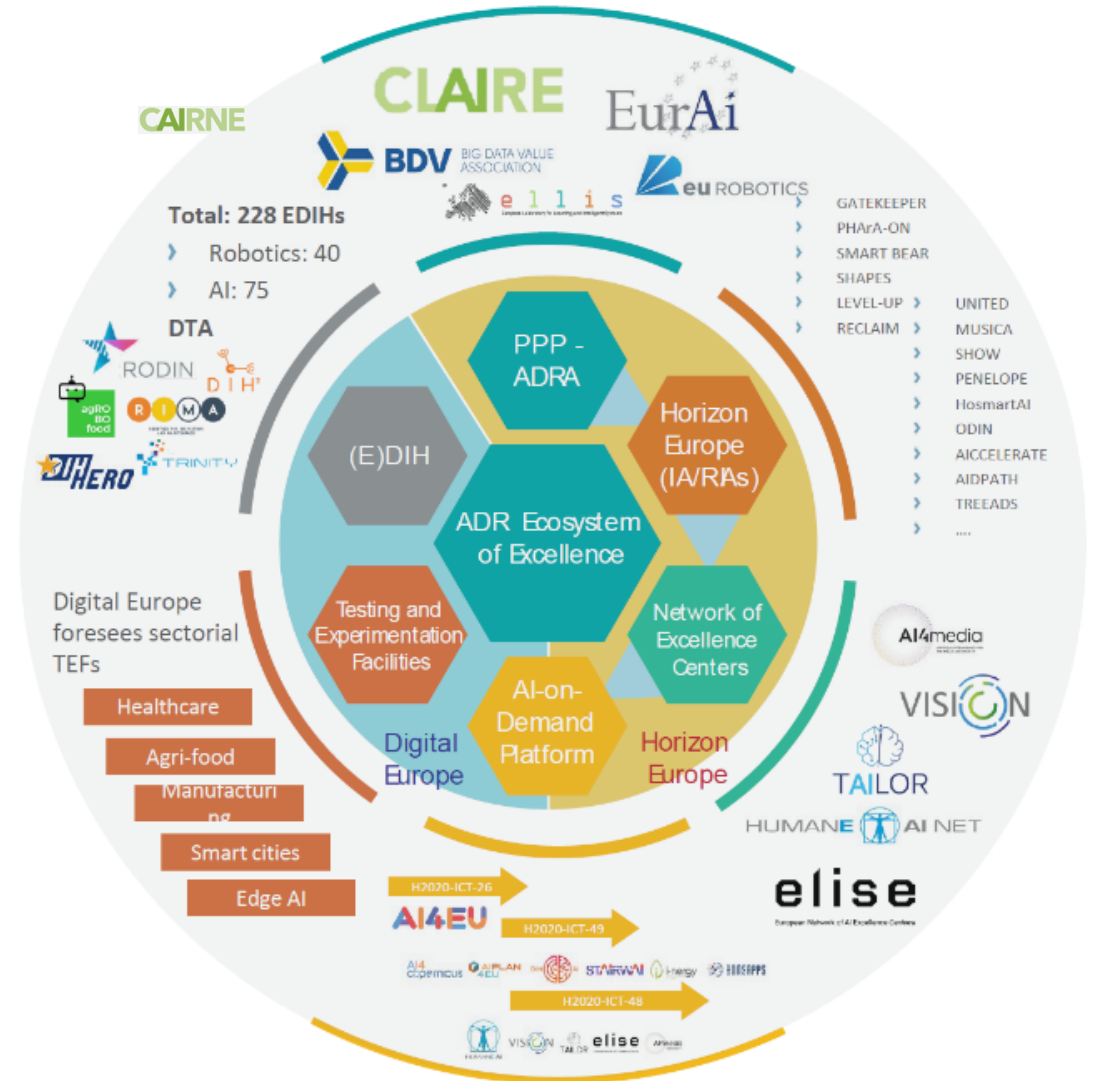 CLAIRE
EurAi
CAIRNE
BDV BIG DATA VALUE
ASSOCIATION
ellis
eu ROBOTICS
Total: 228 EDIHs
Robotics: 40
AI: 75
DTA
RODIN
DIH²
agRO
BO
food
RIMA
DIHHERO
TRINITY
GATEKEEPER
PHArA-ON
SMART BEAR
SHAPES
LEVEL-UP
RECLAIM
UNITED
MUSICA
SHOW
PENELOPE
HosmartAI
ODIN
AICCELERATE
AIDPATH
TREEADS
....
PPP -
ADRA
Horizon
Europe
(IA/RIAs)
(E)DIH
ADR Ecosystem
of Excellence
Testing and
Experimentation
Facilities
Network of
Excellence
Centers
AI-on-
Demand
Platform
Digital
Europe
Horizon
Europe
Digital Europe
foresees sectorial
TEFs
Healthcare
Agri-food
Manufacturi
ng
Smart cities
Edge AI
AI4media
VISION
TAILOR
HUMANE AI NET
elise
European Network of AI Excellence Centers
H2020-ICT-26
AI4EU
H2020-ICT-49
AI4
copernicus
AIPLAN
4EU
STAIRWAI
I-nergy
BONSAPPS
H2020-ICT-48
HUMANE AI
VISION
TAILOR
elise